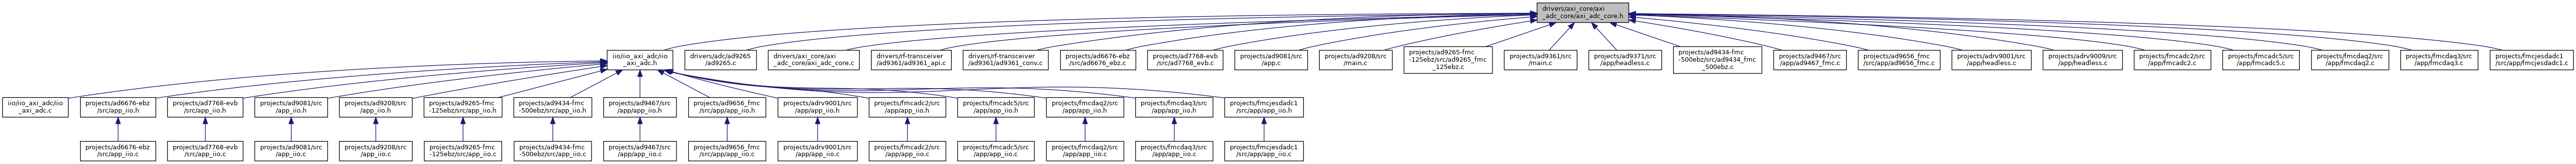 drivers/axi_core/axi
_adc_core/axi_adc_core.h
iio/iio_axi_adc/iio
_axi_adc.h
drivers/adc/ad9265
/ad9265.c
drivers/axi_core/axi
_adc_core/axi_adc_core.c
drivers/rf-transceiver
/ad9361/ad9361_api.c
drivers/rf-transceiver
/ad9361/ad9361_conv.c
projects/ad6676-ebz
/src/ad6676_ebz.c
projects/ad7768-evb
/src/ad7768_evb.c
projects/ad9081/src
/app.c
projects/ad9208/src
/main.c
projects/ad9265-fmc
-125ebz/src/ad9265_fmc
_125ebz.c
projects/ad9361/src
/main.c
projects/ad9371/src
/app/headless.c
projects/ad9434-fmc
-500ebz/src/ad9434_fmc
_500ebz.c
projects/ad9467/src
/app/ad9467_fmc.c
projects/ad9656_fmc
/src/app/ad9656_fmc.c
projects/adrv9001/src
/app/headless.c
projects/adrv9009/src
/app/headless.c
projects/fmcadc2/src
/app/fmcadc2.c
projects/fmcadc5/src
/app/fmcadc5.c
projects/fmcdaq2/src
/app/fmcdaq2.c
projects/fmcdaq3/src
/app/fmcdaq3.c
projects/fmcjesdadc1
/src/app/fmcjesdadc1.c
iio/iio_axi_adc/iio
_axi_adc.c
projects/ad6676-ebz
/src/app_iio.h
projects/ad7768-evb
/src/app_iio.h
projects/ad9081/src
/app_iio.h
projects/ad9208/src
/app_iio.h
projects/ad9265-fmc
-125ebz/src/app_iio.h
projects/ad9434-fmc
-500ebz/src/app_iio.h
projects/ad9467/src
/app/app_iio.h
projects/ad9656_fmc
/src/app/app_iio.h
projects/adrv9001/src
/app/app_iio.h
projects/fmcadc2/src
/app/app_iio.h
projects/fmcadc5/src
/app/app_iio.h
projects/fmcdaq2/src
/app/app_iio.h
projects/fmcdaq3/src
/app/app_iio.h
projects/fmcjesdadc1
/src/app/app_iio.h
projects/ad6676-ebz
/src/app_iio.c
projects/ad7768-evb
/src/app_iio.c
projects/ad9081/src
/app_iio.c
projects/ad9208/src
/app_iio.c
projects/ad9265-fmc
-125ebz/src/app_iio.c
projects/ad9434-fmc
-500ebz/src/app_iio.c
projects/ad9467/src
/app/app_iio.c
projects/ad9656_fmc
/src/app/app_iio.c
projects/adrv9001/src
/app/app_iio.c
projects/fmcadc2/src
/app/app_iio.c
projects/fmcadc5/src
/app/app_iio.c
projects/fmcdaq2/src
/app/app_iio.c
projects/fmcdaq3/src
/app/app_iio.c
projects/fmcjesdadc1
/src/app/app_iio.c